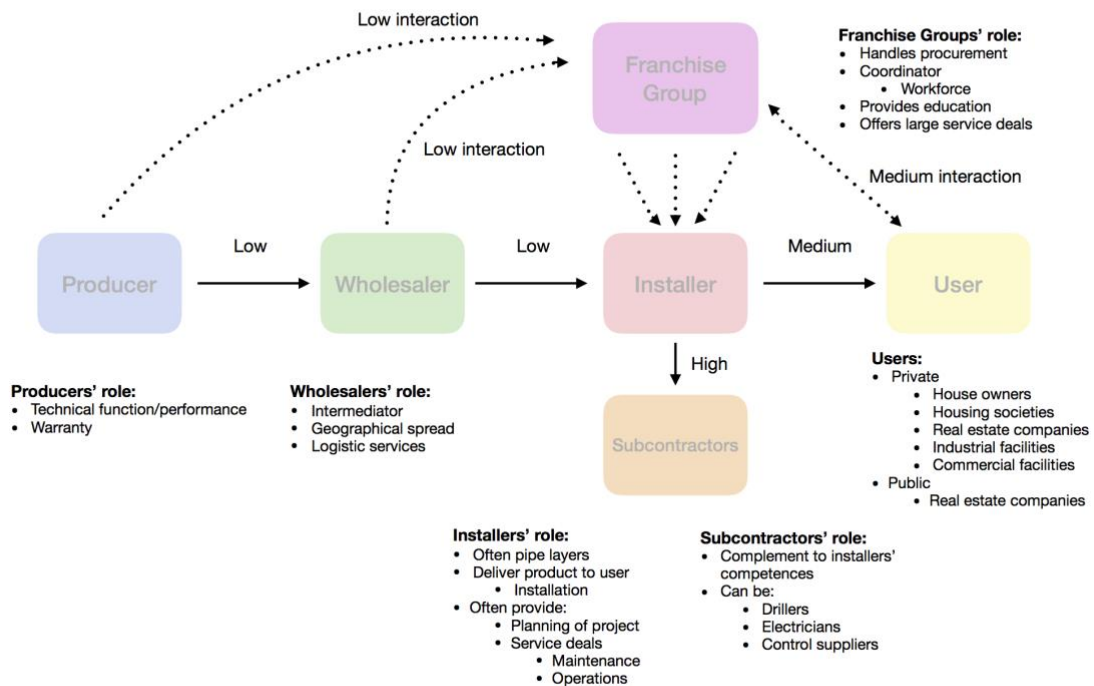 Low interaction
Franchise
Group
Franchise Groups’ role:
• Handles procurement
• Coordinator
• Workforce
• Provides education
• Offers large service deals
Low interaction
Medium interaction
Low
Low
Medium
Producer
Wholesaler
Installer
User
High
Producers’ role:
• Technical function/performance
• Warranty
Wholesalers’ role:
• Intermediator
• Geographical spread
• Logistic services
Subcontractors
Users:
• Private
• House owners
• Housing societies
• Real estate companies
• Industrial facilities
• Commercial facilities
• Public
• Real estate companies
Installers’ role:
• Often pipe layers
• Deliver product to user
• Installation
• Often provide:
• Planning of project
• Service deals
• Maintenance
• Operations
Subcontractors’ role:
• Complement to installers’
competences
• Can be:
• Drillers
• Electricians
• Control suppliers